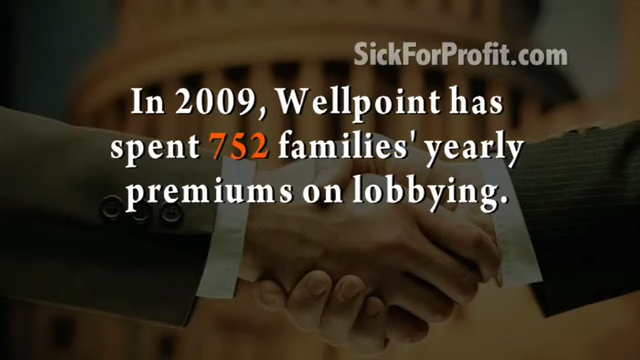 SickForProfit.com
In 2009, Wellpoint has
spent 752 families' yearly
premiums on lobbying.